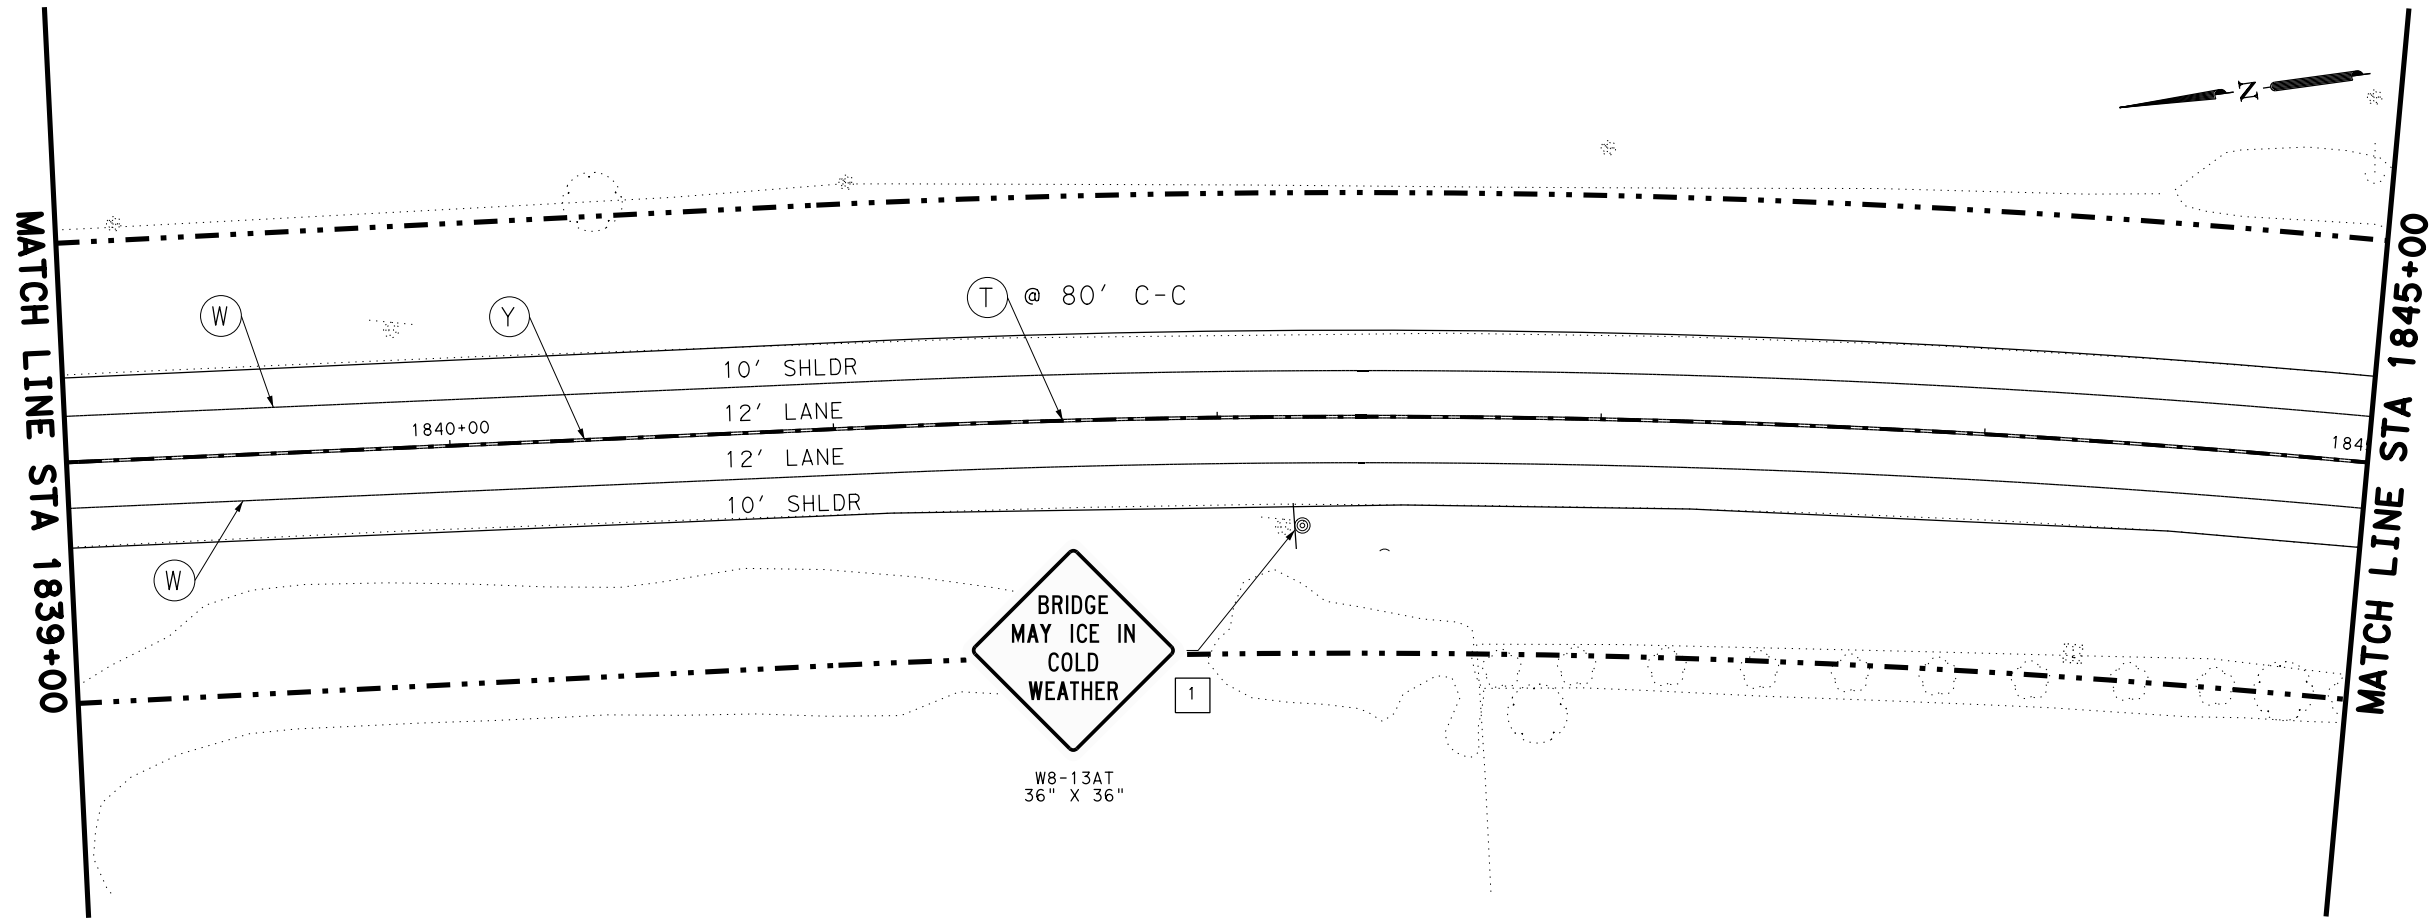 N
MATCH LINE STA 1839+00
MATCH LINE STA 1845+00
W
Y
T @ 80' C-C
10' SHLDR
12' LANE
1840+00
12' LANE
10' SHLDR
184
W
BRIDGE
MAY ICE IN
COLD
WEATHER
1
W8-13AT
36" X 36"